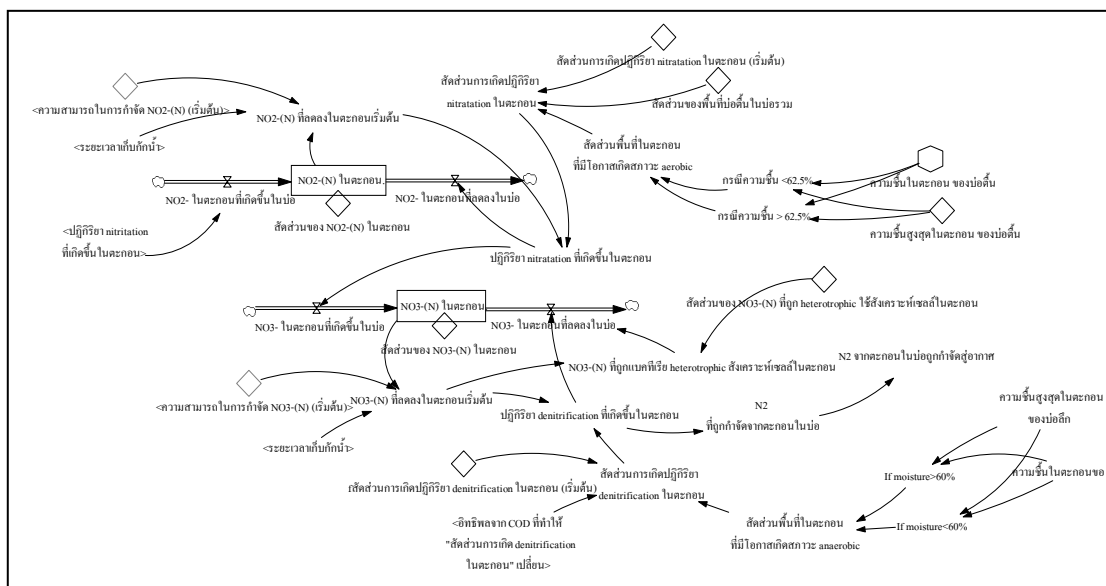 สัดส่วนการเกิดปฏิกิริยา nitratation ในตะกอน (เริ่มต้น)
สัดส่วนการเกิดปฏิกิริยา
nitratation ในตะกอน
สัดส่วนของพื้นที่บ่อตื้นในบ่อรวม
<ความสามารถในการกำจัด NO2-(N) (เริ่มต้น)>
NO2-(N) ที่ลดลงในตะกอนเริ่มต้น
<ระยะเวลาเก็บกักน้ำ>
สัดส่วนพื้นที่ในตะกอน
ที่มีโอกาสเกิดสภาวะ aerobic
NO2-(N) ในตะกอน.
กรณีความชื้น <62.5%
ความชื้นในตะกอน ของบ่อตื้น
NO2- ในตะกอนที่เกิดขึ้นในบ่อ
NO2- ในตะกอนที่ลดลงในบ่อ
กรณีความชื้น > 62.5%
สัดส่วนของ NO2-(N) ในตะกอน
<ปฏิกิริยา nitritation
ที่เกิดขึ้นในตะกอน>
ความชื้นสูงสุดในตะกอน ของบ่อตื้น
ปฏิกิริยา nitratation ที่เกิดขึ้นในตะกอน
NO3-(N) ในตะกอน
สัดส่วนของ NO3-(N) ที่ถูก heterotrophic ใช้สังเคราะห์เซลล์ในตะกอน
NO3- ในตะกอนที่เกิดขึ้นในบ่อ
NO3- ในตะกอนที่ลดลงในบ่อ
สัดส่วนของ NO3-(N) ในตะกอน
NO3-(N) ที่ถูกแบคทีเรีย heterotrophic สังเคราะห์เซลล์ในตะกอน
N2 จากตะกอนในบ่อถูกกำจัดสู่อากาศ
<ความสามารถในการกำจัด NO3-(N) (เริ่มต้น)>
NO3-(N) ที่ลดลงในตะกอนเริ่มต้น
ปฏิกิริยา denitrification ที่เกิดขึ้นในตะกอน
N2
ที่ถูกกำจัดจากตะกอนในบ่อ
ความชื้นสูงสุดในตะกอน
ของบ่อลึก
<ระยะเวลาเก็บกักน้ำ>
สัดส่วนการเกิดปฏิกิริยา
denitrification ในตะกอน
If moisture>60%
ความชื้นในตะกอนขอ
สัดส่วนการเกิดปฏิกิริยา denitrification ในตะกอน (เริ่มต้น)
<อิทธิพลจาก COD ที่ทำให้
"สัดส่วนการเกิด denitrification
ในตะกอน" เปลี่ยน>
สัดส่วนพื้นที่ในตะกอน
ที่มีโอกาสเกิดสภาวะ anaerobic
If moisture<60%